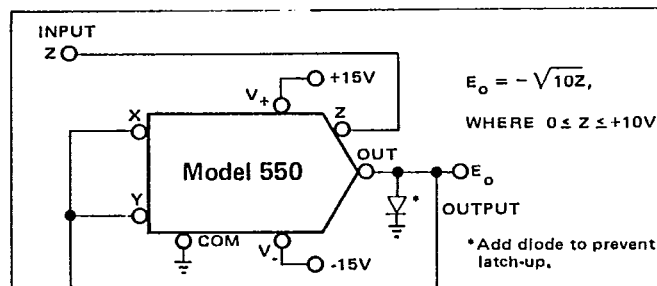 INPUT
Z
+15V
V+
X
Z
E₀ = − √10Z,
WHERE 0 ≤ Z ≤ +10V
OUT
Model 550
E₀
*
Y
OUTPUT
COM
V-
-15V
*Add diode to prevent
latch-up.